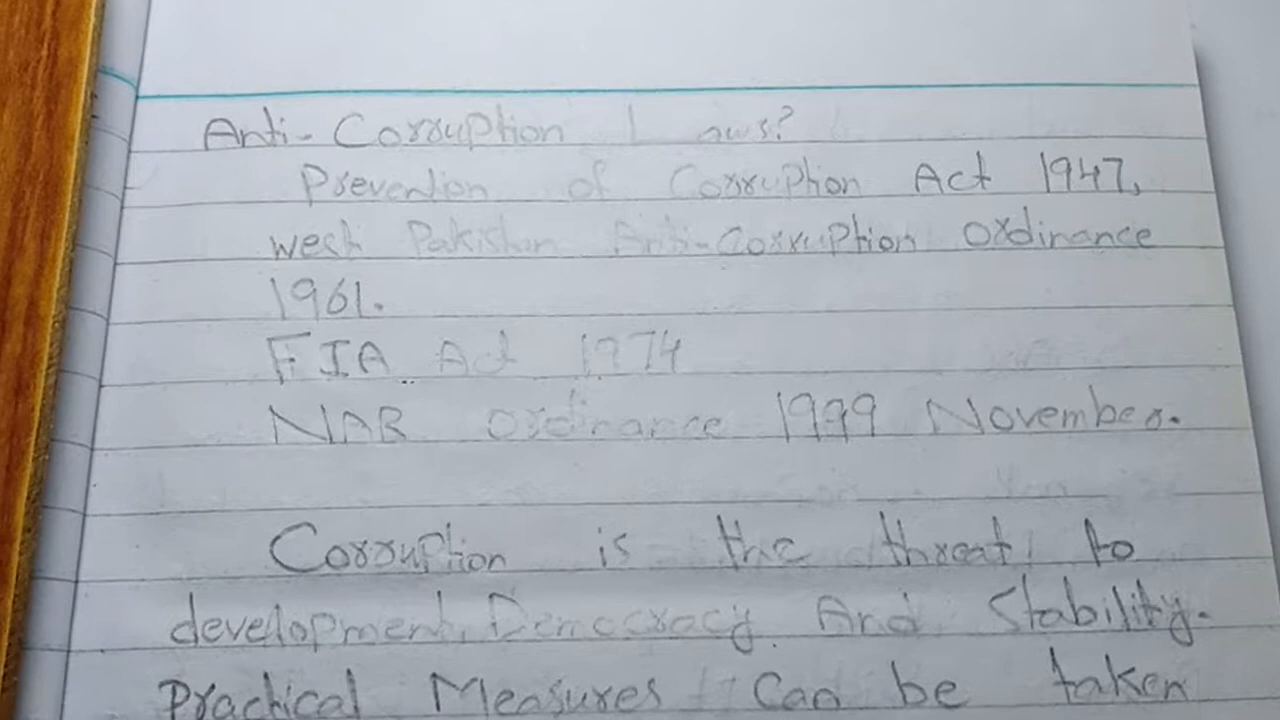 Anti-Corruption Laws?
Prevention of Corruption Act 1947,
west Pakistan Anti-Corruption Ordinance
1961.
FIA Act 1974
NAB ordinance 1999 November.
Corruption is the threat to
development, Democracy And Stability.
Practical Measures Can be taken